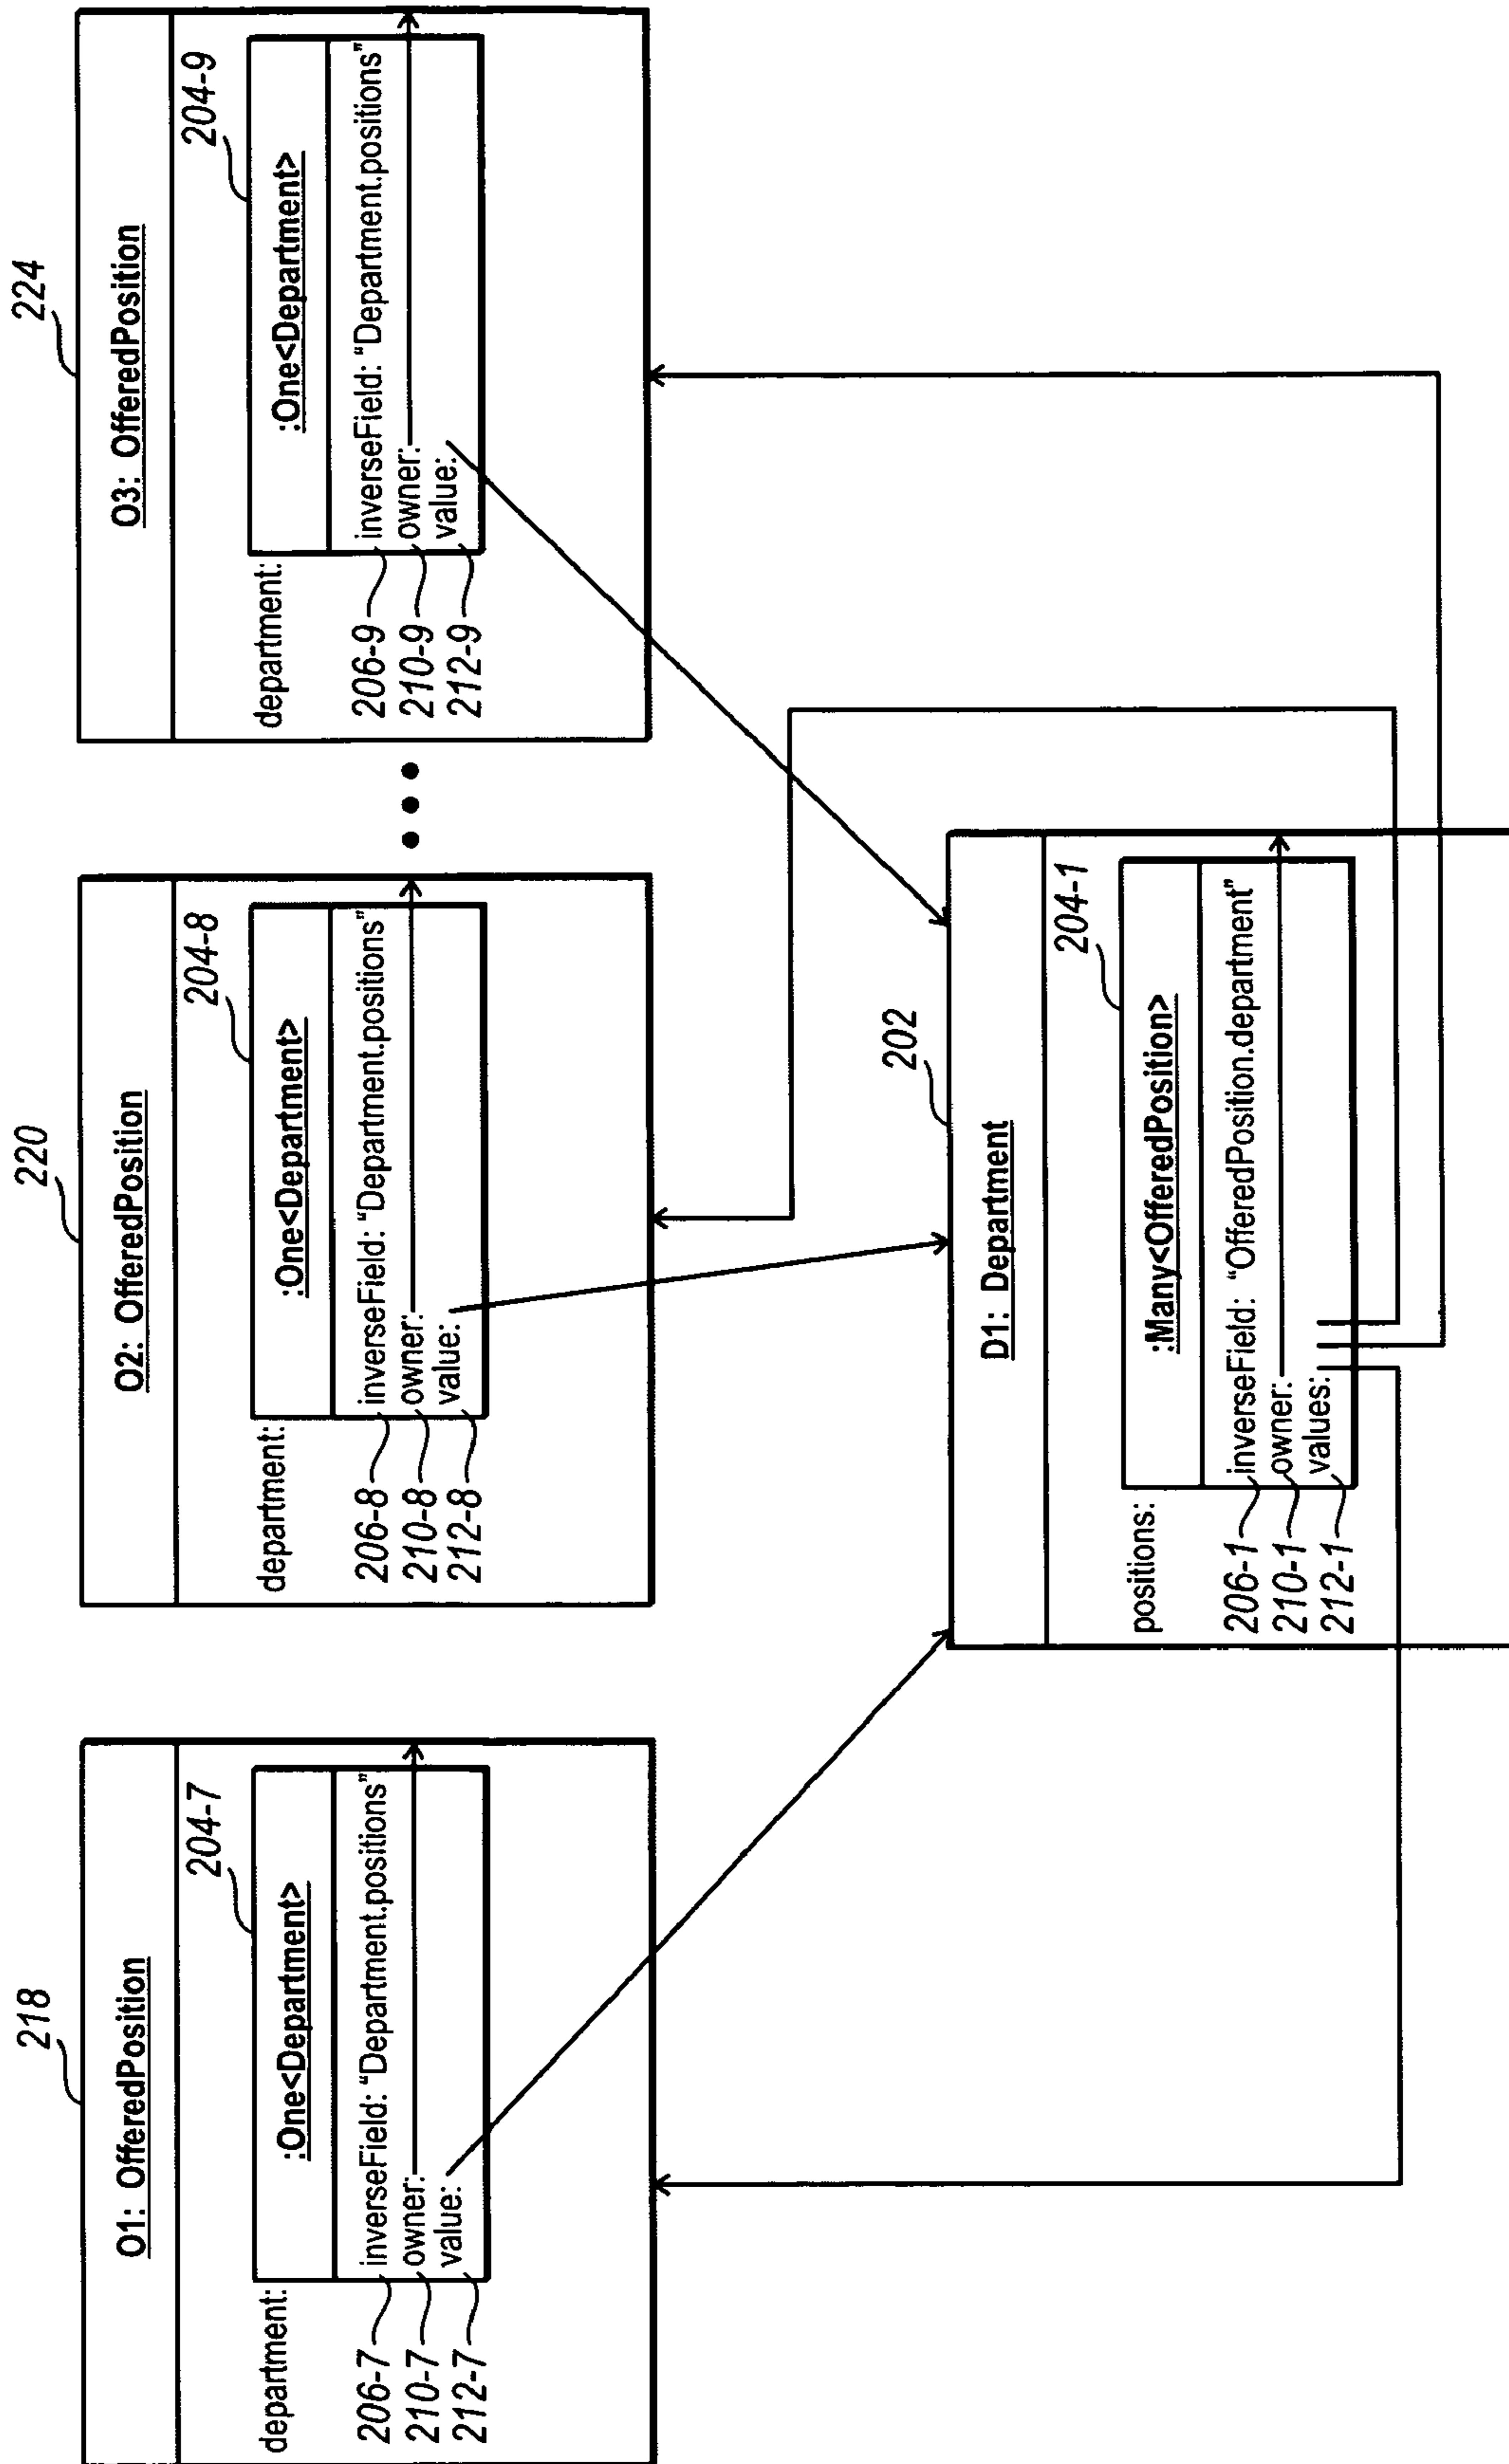 218
O1: OfferedPosition
204-7
department:
:One<Department>
206-7
inverseField: “Department.positions”
210-7
owner:
212-7
value:
220
O2: OfferedPosition
204-8
department:
:One<Department>
206-8
inverseField: “Department.positions”
210-8
owner:
212-8
value:
224
O3: OfferedPosition
204-9
department:
:One<Department>
206-9
inverseField: “Department.positions”
210-9
owner:
212-9
value:
202
D1: Department
204-1
positions:
:Many<OfferedPosition>
206-1
inverseField: “OfferedPosition.department”
210-1
owner:
212-1
values: